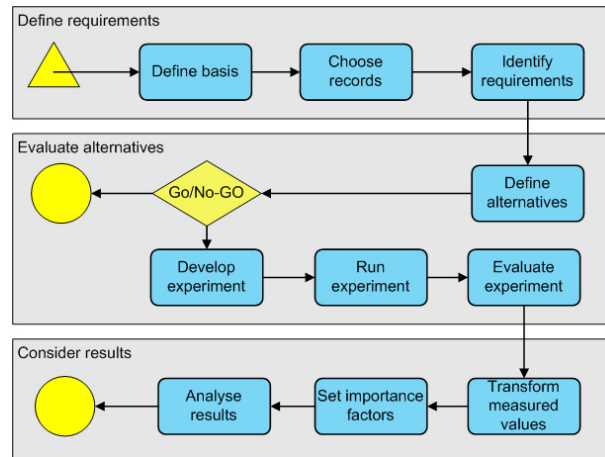 Define requirements
Define basis
Choose
records
Identify
requirements
Evaluate alternatives
Go/No-GO
Define
alternatives
Develop
experiment
Run
experiment
Evaluate
experiment
Consider results
Analyse
results
Set importance
factors
Transform
measured
values